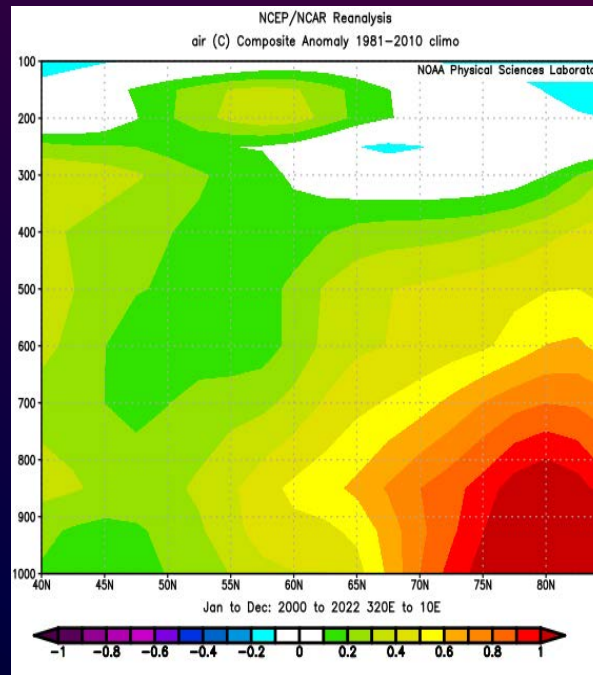 NCEP/NCAR Reanalysis
air (C) Composite Anomaly 1981-2010 climo
NOAA Physical Sciences Laborato
100
200
300
400
500
600
700
800
900
1000
40N 45N 50N 55N 60N 65N 70N 75N 80N
Jan to Dec: 2000 to 2022 320E to 10E
-1 -0.8 -0.6 -0.4 -0.2 0 0.2 0.4 0.6 0.8 1